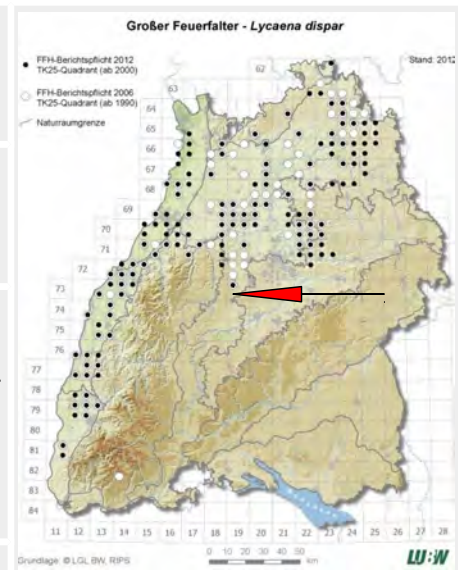 Großer Feuerfalter - Lycaena dispar
FFH-Berichtspflicht 2012
TK25-Quadrant (ab 2000)
FFH-Berichtspflicht 2006
TK25-Quadrant (ab 1990)
Naturraumgrenze
Stand: 2012
62
64
65
66
67
68
69
70
71
72
73
74
75
76
77
78
79
80
81
82
83
84
11 12 13 14 15 16 17 18 19 20 21 22 23 24 25 26 27 28
Grundlage: © LGL BW, RIPS
0 10 20 30 40 50
km
LU:W